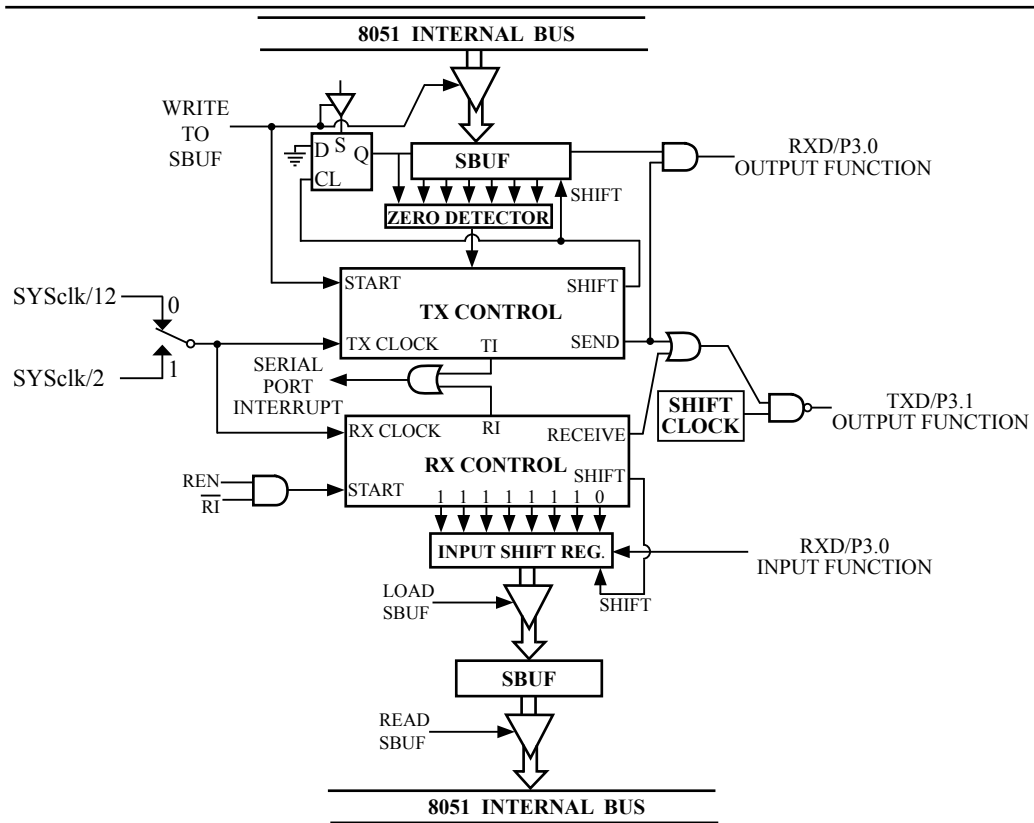 8051 INTERNAL BUS
WRITE
TO
SBUF
D S Q
CL
SBUF
SHIFT
ZERO DETECTOR
RXD/P3.0
OUTPUT FUNCTION
SYSclk/12
0
SYSclk/2
1
START
SHIFT
TX CONTROL
TX CLOCK
TI
SEND
SERIAL
PORT
INTERRUPT
SHIFT
CLOCK
TXD/P3.1
OUTPUT FUNCTION
RX CLOCK
RI
RECEIVE
RX CONTROL
SHIFT
REN
RI
START
1 1 1 1 1 1 1 0
INPUT SHIFT REG.
RXD/P3.0
INPUT FUNCTION
LOAD
SBUF
SHIFT
SBUF
READ
SBUF
8051 INTERNAL BUS